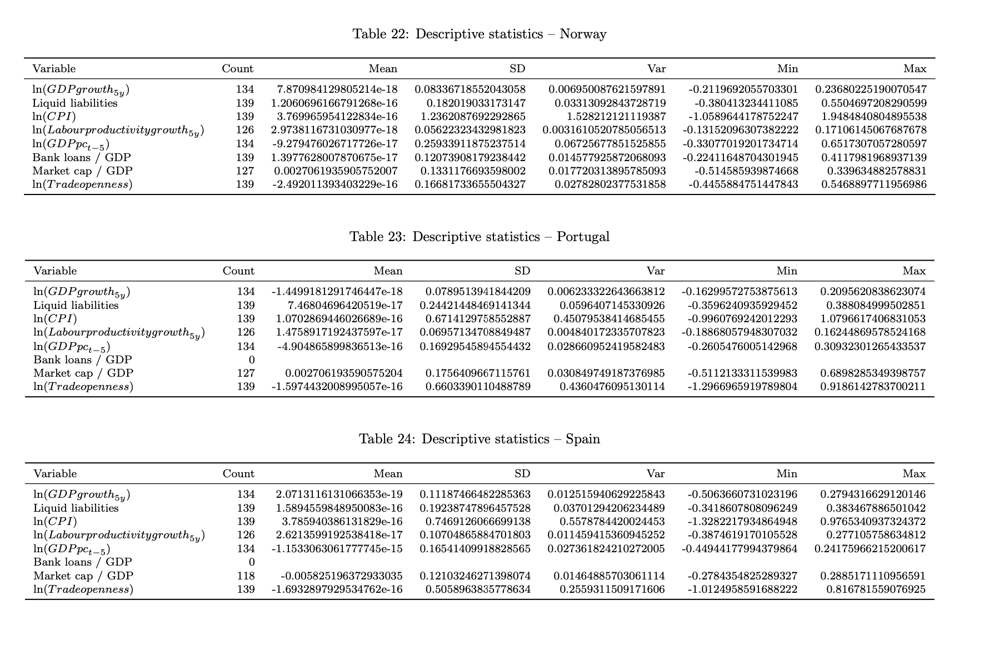 Table 22: Descriptive statistics – Norway
Variable Count Mean SD Var Min Max
ln(GDPgrowth5y) 134 7.870984129805214e-18 0.08336718552043058 0.006950087621597891 -0.2119692055703301 0.23680225190070547
Liquid liabilities 139 1.2060696166791268e-16 0.182019033173147 0.03313092843728719 -0.380413234411085 0.5504697208290599
ln(CPI) 139 3.769965954122834e-16 1.2362087692292865 1.528212121119387 -1.0589644178752247 1.9484840804895538
ln(Labourproductivitygrowth5y) 126 2.9738116731030977e-18 0.05622323432981823 0.0031610520785056513 -0.13152096307382222 0.17106145067687678
ln(GDPpct−5) 134 -9.279476026717726e-17 0.25933911875237514 0.06725677851525855 -0.33077019201734714 0.6517307057280597
Bank loans / GDP 139 1.3977628007870675e-17 0.12073908179238442 0.014577925872068093 -0.22411648704301945 0.4117981968937139
Market cap / GDP 127 0.0027061935905752007 0.1331176693598002 0.017720313895785093 -0.514585939874668 0.339634882578831
ln(Tradeopenness) 139 -2.492011393403229e-16 0.16681733655504327 0.02782802377531858 -0.4455884751447843 0.5468897711956986
Table 23: Descriptive statistics – Portugal
Variable Count Mean SD Var Min Max
ln(GDPgrowth5y) 134 -1.4499181291746447e-18 0.0789513941844209 0.006233322643663812 -0.16299572753875613 0.2095620838623074
Liquid liabilities 139 7.46804696420519e-17 0.24421448469141344 0.0596407145330926 -0.3596240935929452 0.388084999502851
ln(CPI) 139 1.0702869446026689e-16 0.6714129758552887 0.45079538414685455 -0.9960769242012293 1.0796617406831053
ln(Labourproductivitygrowth5y) 126 1.4758917192437597e-17 0.06957134708849487 0.004840172335707823 -0.18868057948307032 0.16244869578524168
ln(GDPpct−5) 134 -4.904865899836513e-16 0.16929545894554432 0.028660952419582483 -0.2605476005142968 0.30932301265433537
Bank loans / GDP 0
Market cap / GDP 127 0.002706193590575204 0.1756409667115761 0.030849749187376985 -0.5112133311539983 0.6898285349398757
ln(Tradeopenness) 139 -1.5974432008995057e-16 0.6603390110488789 0.4360476095130114 -1.2966965919789804 0.9186142783700211
Table 24: Descriptive statistics – Spain
Variable Count Mean SD Var Min Max
ln(GDPgrowth5y) 134 2.0713116131066353e-19 0.11187466482285363 0.012515940629225843 -0.5063660731023196 0.2794316629120146
Liquid liabilities 139 1.5894559848950083e-16 0.19238747896457528 0.03701294206234489 -0.3418607808096249 0.383467886501042
ln(CPI) 139 3.785940386131829e-16 0.7469126066699138 0.5578784420024453 -1.3282217934864948 0.9765340937324372
ln(Labourproductivitygrowth5y) 126 2.6213599192538418e-17 0.10704865884701803 0.011459415360945252 -0.3874619170105528 0.277105758634812
ln(GDPpct−5) 134 -1.1533063061777745e-15 0.16541409918828565 0.027361824210272005 -0.44944177994379864 0.24175966215200617
Bank loans / GDP 0
Market cap / GDP 118 -0.005825196372933035 0.12103246271398074 0.01464885703061114 -0.2784354825289327 0.2885171110956591
ln(Tradeopenness) 139 -1.6932897929534762e-16 0.5058963835778634 0.2559311509171606 -1.0124958591688222 0.816781559076925